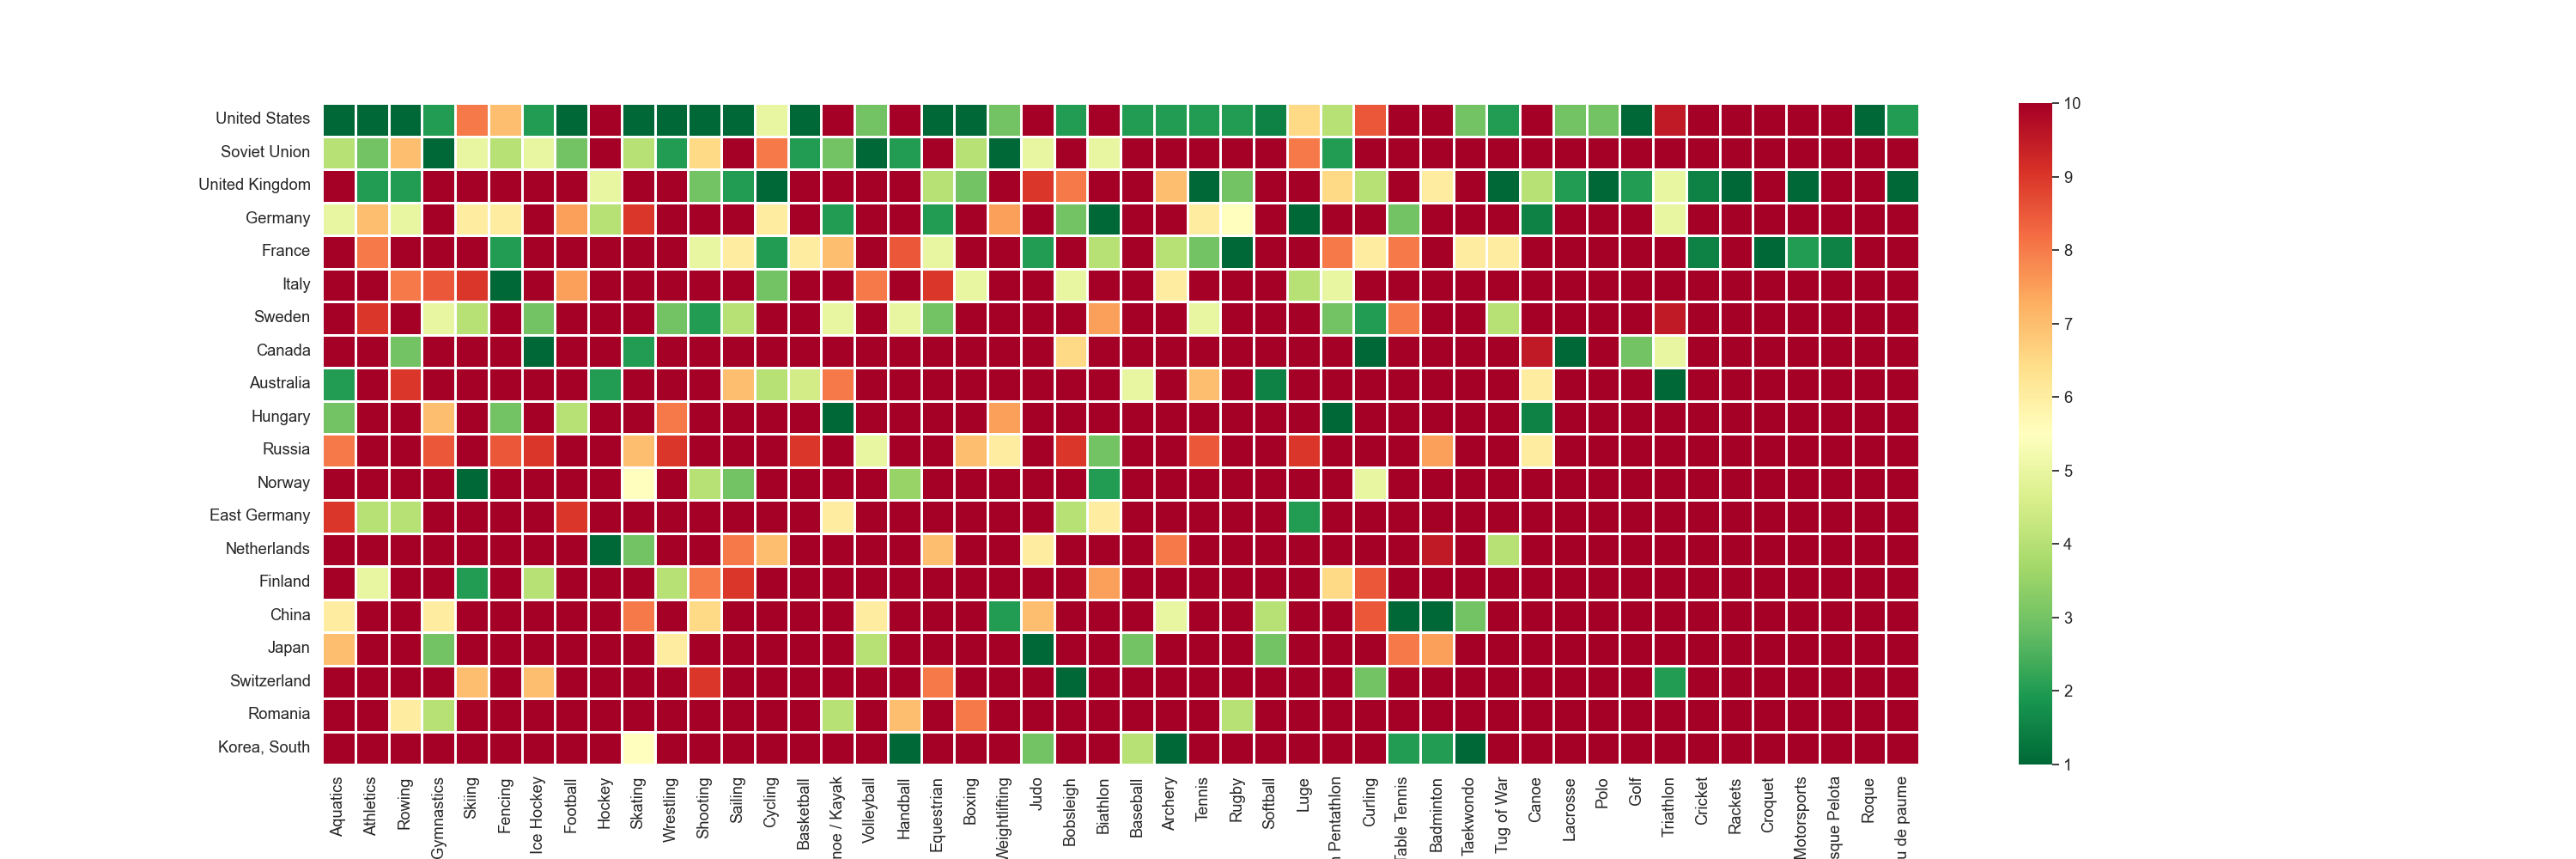 United States
Soviet Union
United Kingdom
Germany
France
Italy
Sweden
Canada
Australia
Hungary
Russia
Norway
East Germany
Netherlands
Finland
China
Japan
Switzerland
Romania
Korea, South
Aquatics
Athletics
Rowing
Gymnastics
Skiing
Fencing
Ice Hockey
Football
Hockey
Skating
Wrestling
Shooting
Sailing
Cycling
Basketball
noe / Kayak
Volleyball
Handball
Equestrian
Boxing
Weightlifting
Judo
Bobsleigh
Biathlon
Baseball
Archery
Tennis
Rugby
Softball
Luge
n Pentathlon
Curling
Table Tennis
Badminton
Taekwondo
Tug of War
Canoe
Lacrosse
Polo
Golf
Triathlon
Cricket
Rackets
Croquet
Motorsports
sque Pelota
Roque
u de paume
10
9
8
7
6
5
4
3
2
1